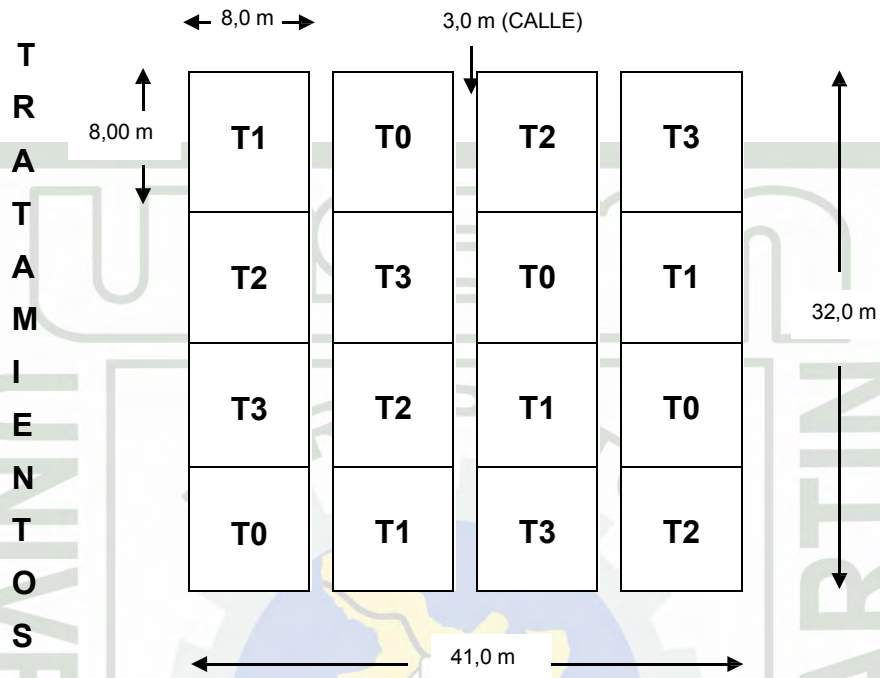 8,0 m
3,0 m (CALLE)
T
R
A
T
A
M
I
E
N
T
O
S
8,00 m
T1 T0 T2 T3
T2 T3 T0 T1
32,0 m
T3 T2 T1 T0
T0 T1 T3 T2
41,0 m